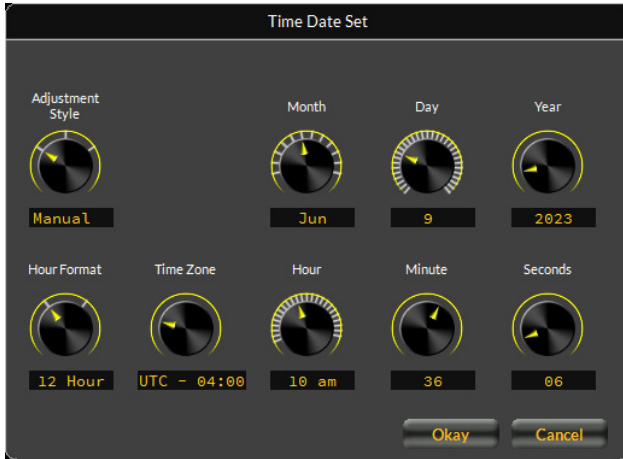 Time Date Set
Adjustment
Style
Month
Day
Year
Manual
Jun
9
2023
Hour Format
Time Zone
Hour
Minute
Seconds
12 Hour
UTC - 04:00
10 am
36
06
Okay
Cancel